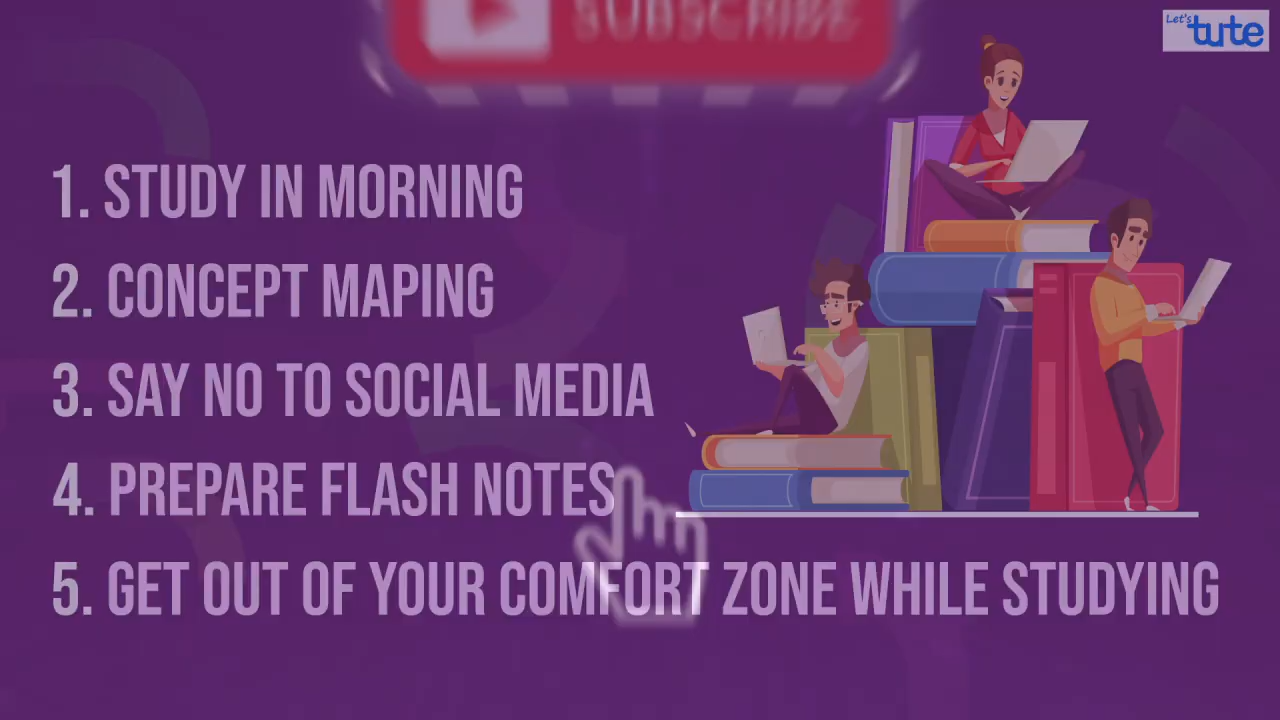 SUBSCRIBE
Let's
tute
1. STUDY IN MORNING
2. CONCEPT MAPING
3. SAY NO TO SOCIAL MEDIA
4. PREPARE FLASH NOTES
5. GET OUT OF YOUR COMFORT ZONE WHILE STUDYING